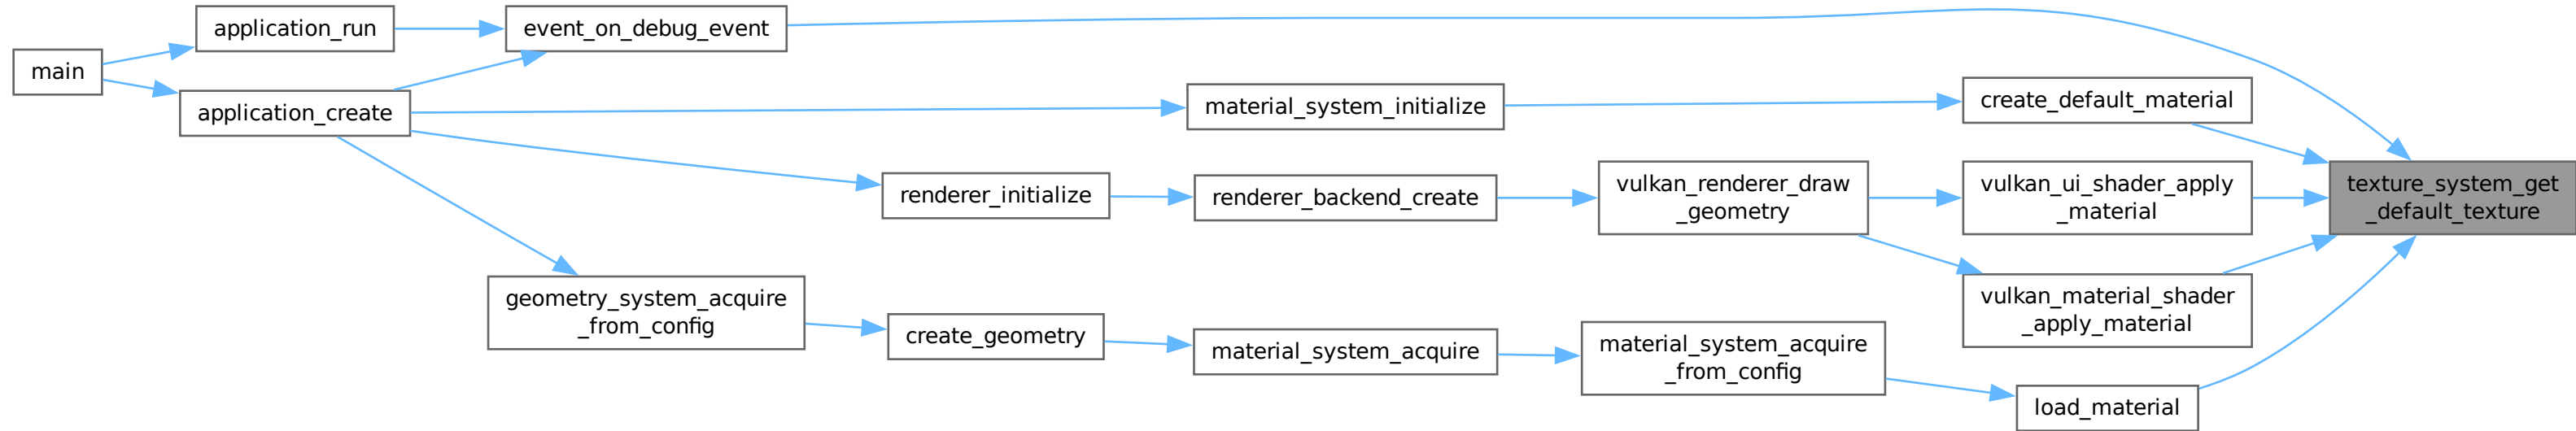 main
application_run
application_create
event_on_debug_event
geometry_system_acquire
_from_config
renderer_initialize
create_geometry
material_system_initialize
renderer_backend_create
material_system_acquire
vulkan_renderer_draw
_geometry
material_system_acquire
_from_config
create_default_material
vulkan_ui_shader_apply
_material
vulkan_material_shader
_apply_material
load_material
texture_system_get
_default_texture